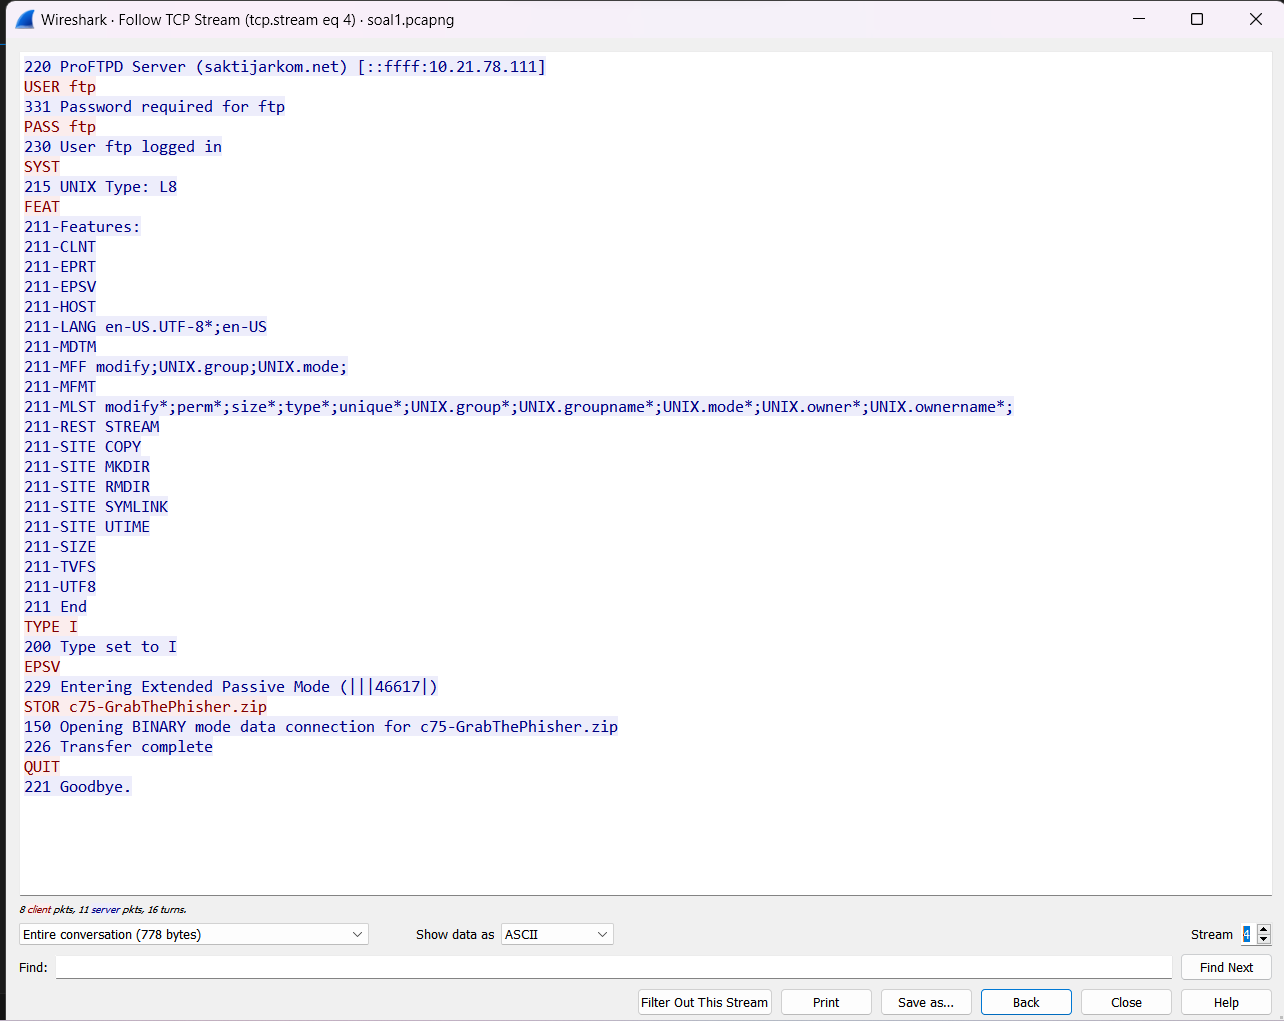 Wireshark · Follow TCP Stream (tcp.stream eq 4) · soal1.pcapng
220 ProFTPD Server (saktijarkom.net) [::ffff:10.21.78.111]
USER ftp
331 Password required for ftp
PASS ftp
230 User ftp logged in
SYST
215 UNIX Type: L8
FEAT
211-Features:
211-CLNT
211-EPRT
211-EPSV
211-HOST
211-LANG en-US.UTF-8*;en-US
211-MDTM
211-MFF modify;UNIX.group;UNIX.mode;
211-MFMT
211-MLST modify*;perm*;size*;type*;unique*;UNIX.group*;UNIX.groupname*;UNIX.mode*;UNIX.owner*;UNIX.ownername*;
211-REST STREAM
211-SITE COPY
211-SITE MKDIR
211-SITE RMDIR
211-SITE SYMLINK
211-SITE UTIME
211-SIZE
211-TVFS
211-UTF8
211 End
TYPE I
200 Type set to I
EPSV
229 Entering Extended Passive Mode (|||46617|)
STOR c75-GrabThePhisher.zip
150 Opening BINARY mode data connection for c75-GrabThePhisher.zip
226 Transfer complete
QUIT
221 Goodbye.
8 client pkts, 11 server pkts, 16 turns.
Entire conversation (778 bytes) Show data as ASCII Stream 4
Find: Find Next
Filter Out This Stream Print Save as... Back Close Help